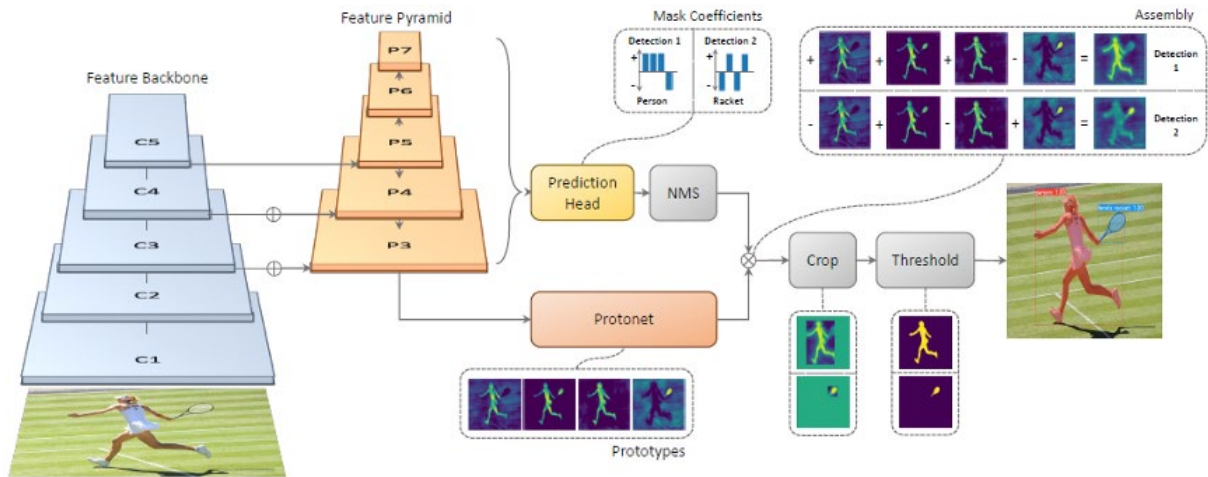 Feature Pyramid
Mask Coefficients
Assembly
Feature Backbone
P7
P6
P5
P4
P3
C5
C4
C3
C2
C1
Detection 1
Detection 2
+
-
+
-
Person
Racket
+ + + - =
Detection
1
- + - + =
Detection
2
Prediction
Head
NMS
Crop
Threshold
Protonet
Prototypes